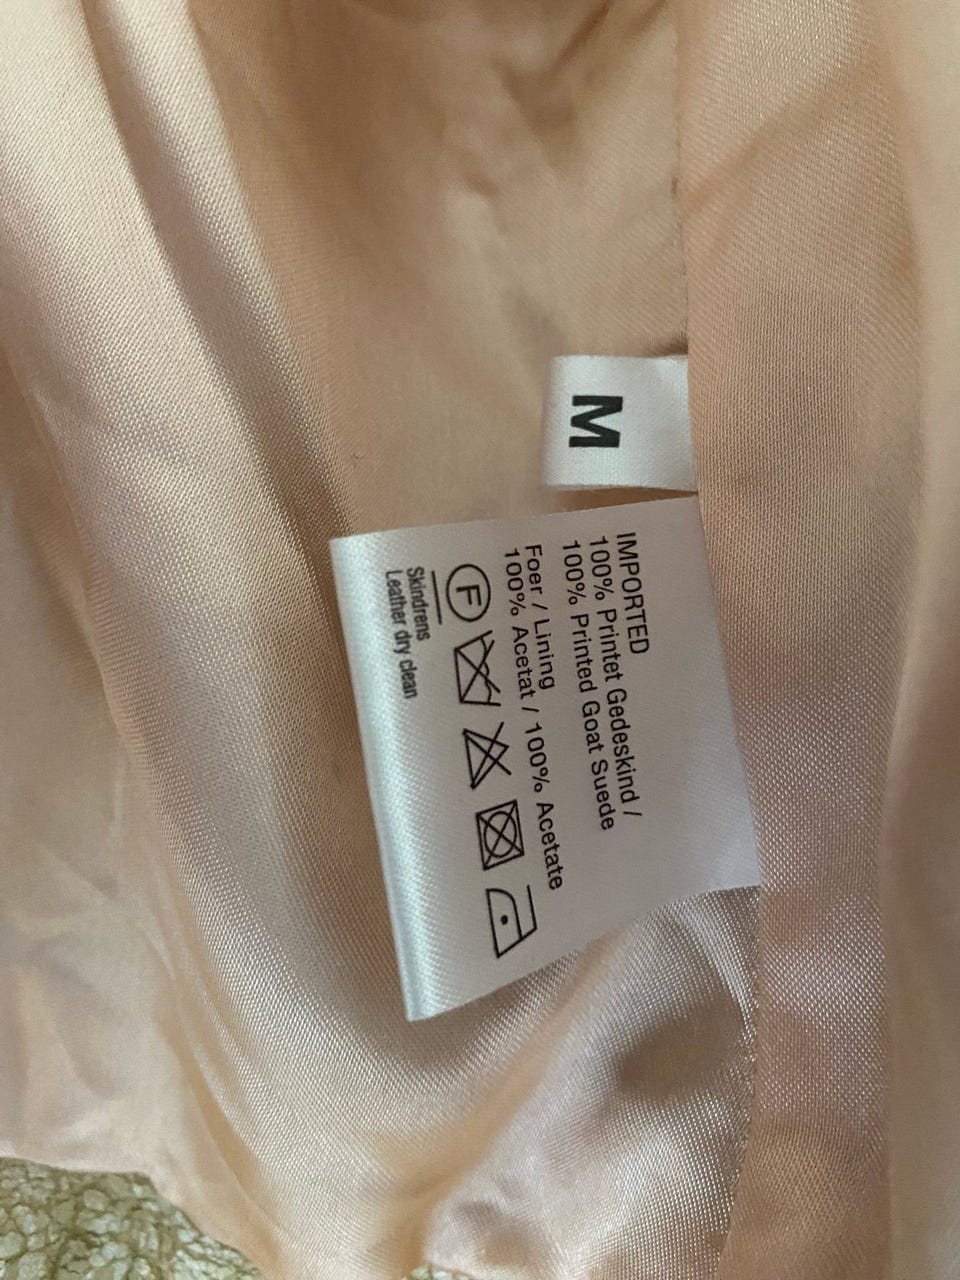 M
IMPORTED
100% Printet Gedeskind /
100% Printed Goat Suede
Foer / Lining
100% Acetat / 100% Acetate
F
Skindrens
Leather dry clean